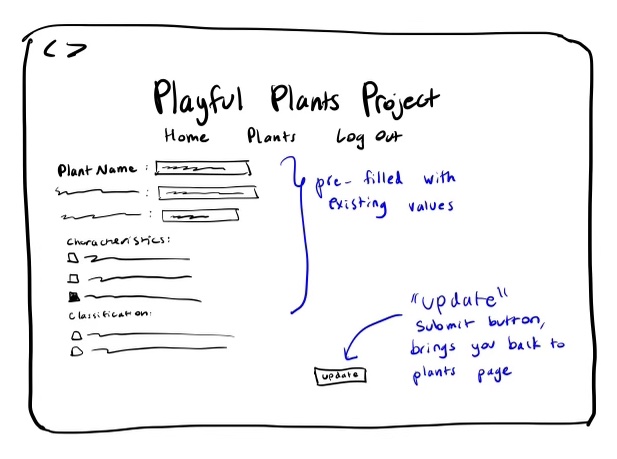 < >
Playful Plants Project
Home Plants Log Out
Plant Name :
:
:
Characteristics:
Classification:
pre-filled with
existing values
"update"
Submit button,
brings you back to
plants page
update